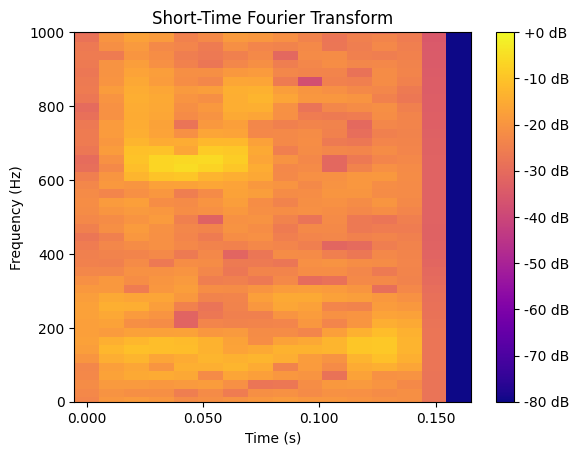 Short-Time Fourier Transform
1000
800
600
400
200
0
Frequency (Hz)
0.000
0.050
0.100
0.150
Time (s)
+0 dB
-10 dB
-20 dB
-30 dB
-40 dB
-50 dB
-60 dB
-70 dB
-80 dB